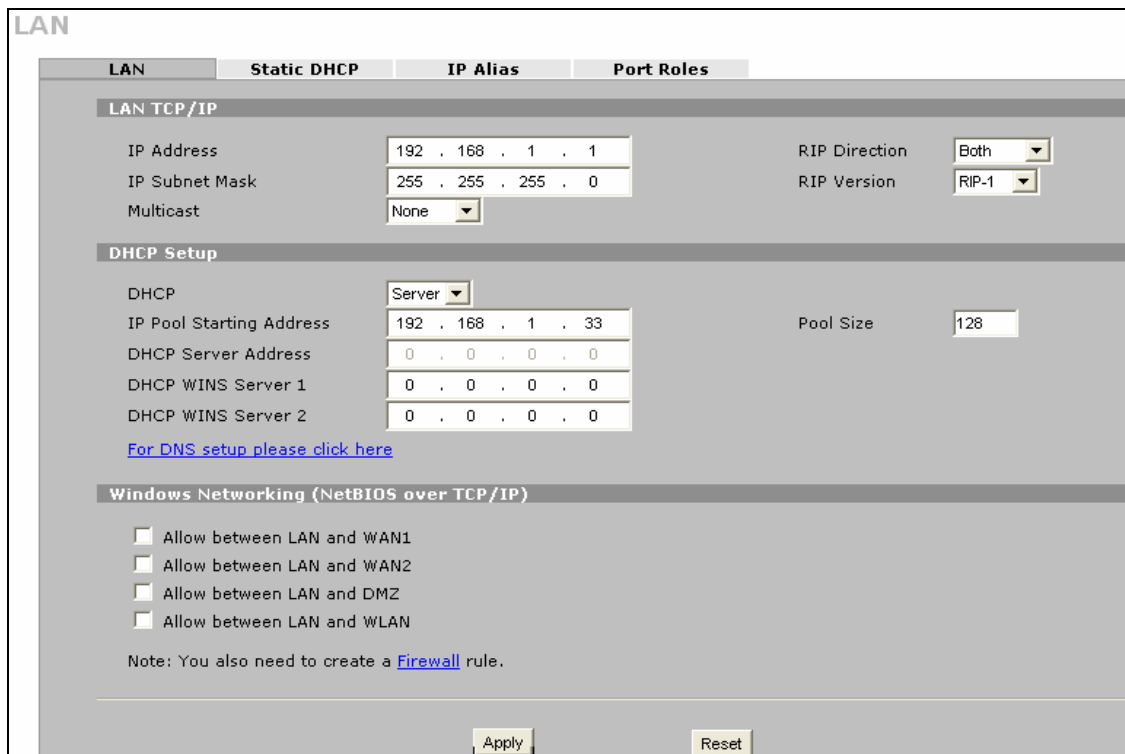 LAN
LAN Static DHCP IP Alias Port Roles
LAN TCP/IP
IP Address 192 . 168 . 1 . 1 RIP Direction Both
IP Subnet Mask 255 . 255 . 255 . 0 RIP Version RIP-1
Multicast None
DHCP Setup
DHCP Server
IP Pool Starting Address 192 . 168 . 1 . 33 Pool Size 128
DHCP Server Address 0 . 0 . 0 . 0
DHCP WINS Server 1 0 . 0 . 0 . 0
DHCP WINS Server 2 0 . 0 . 0 . 0
For DNS setup please click here
Windows Networking (NetBIOS over TCP/IP)
Allow between LAN and WAN1
Allow between LAN and WAN2
Allow between LAN and DMZ
Allow between LAN and WLAN
Note: You also need to create a Firewall rule.
Apply Reset